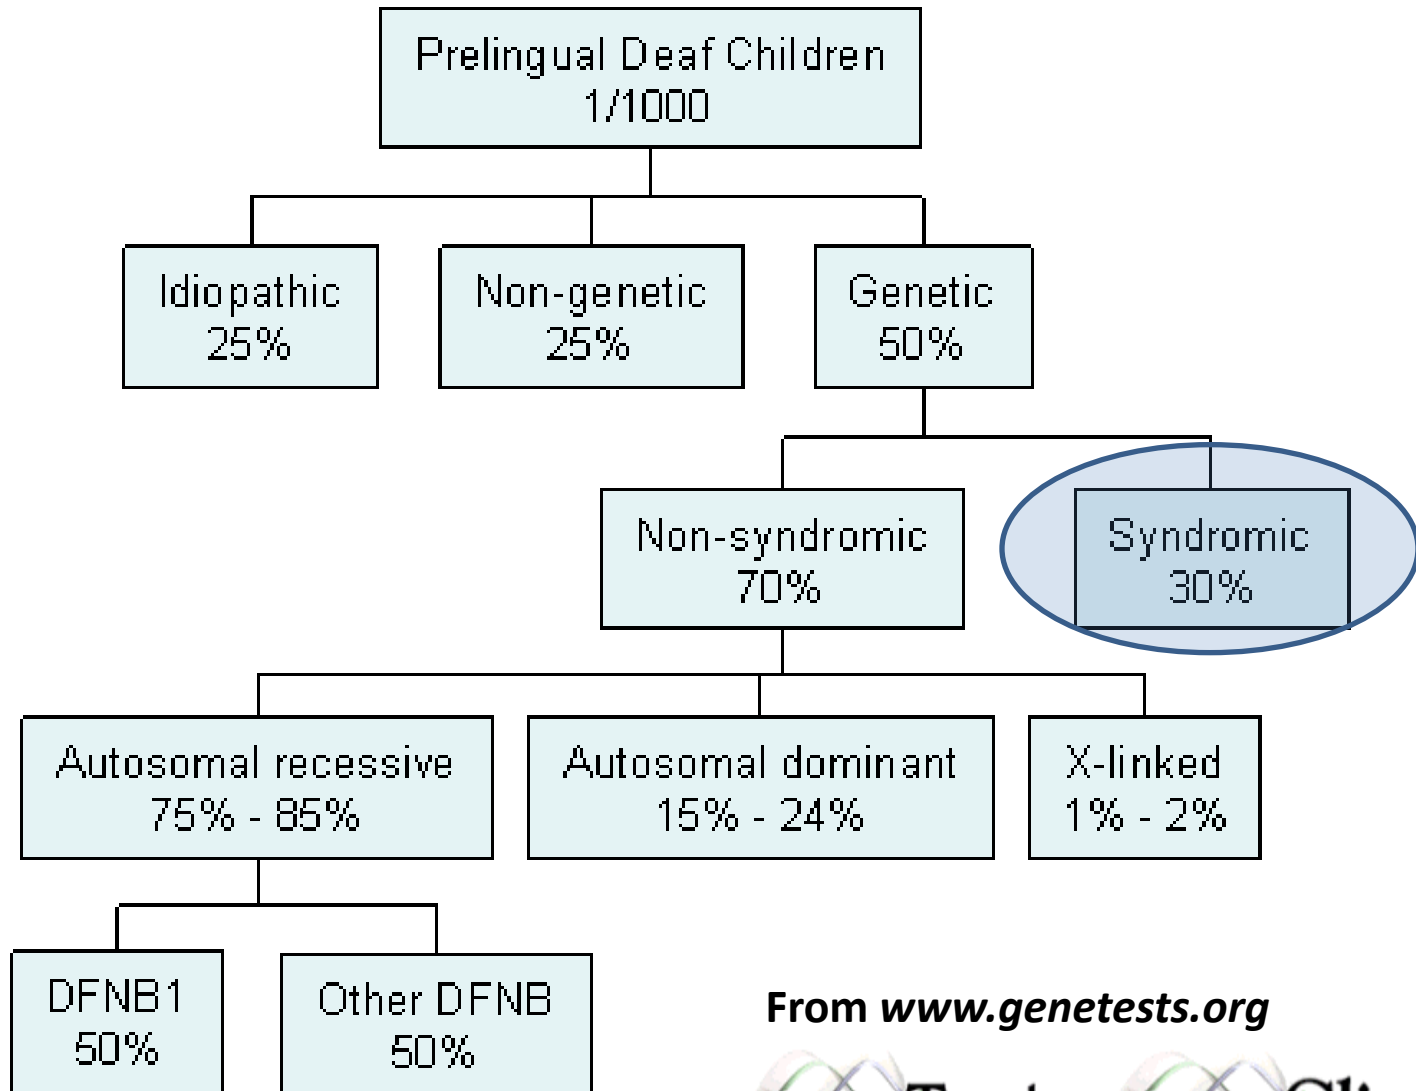 Prelingual Deaf Children
1/1000
Idiopathic
25%
Non-genetic
25%
Genetic
50%
Non-syndromic
70%
Syndromic
30%
Autosomal recessive
75% - 85%
Autosomal dominant
15% - 24%
X-linked
1% - 2%
DFNB1
50%
Other DFNB
50%
From www.genetests.org